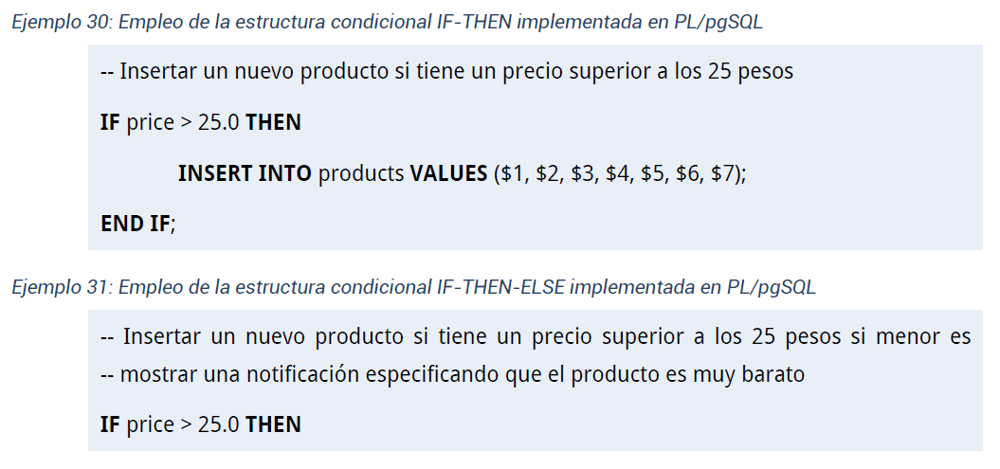 Ejemplo 30: Empleo de la estructura condicional IF-THEN implementada en PL/pgSQL
-- Insertar un nuevo producto si tiene un precio superior a los 25 pesos
IF price > 25.0 THEN
INSERT INTO products VALUES ($1, $2, $3, $4, $5, $6, $7);
END IF;
Ejemplo 31: Empleo de la estructura condicional IF-THEN-ELSE implementada en PL/pgSQL
-- Insertar un nuevo producto si tiene un precio superior a los 25 pesos si menor es
-- mostrar una notificación especificando que el producto es muy barato
IF price > 25.0 THEN